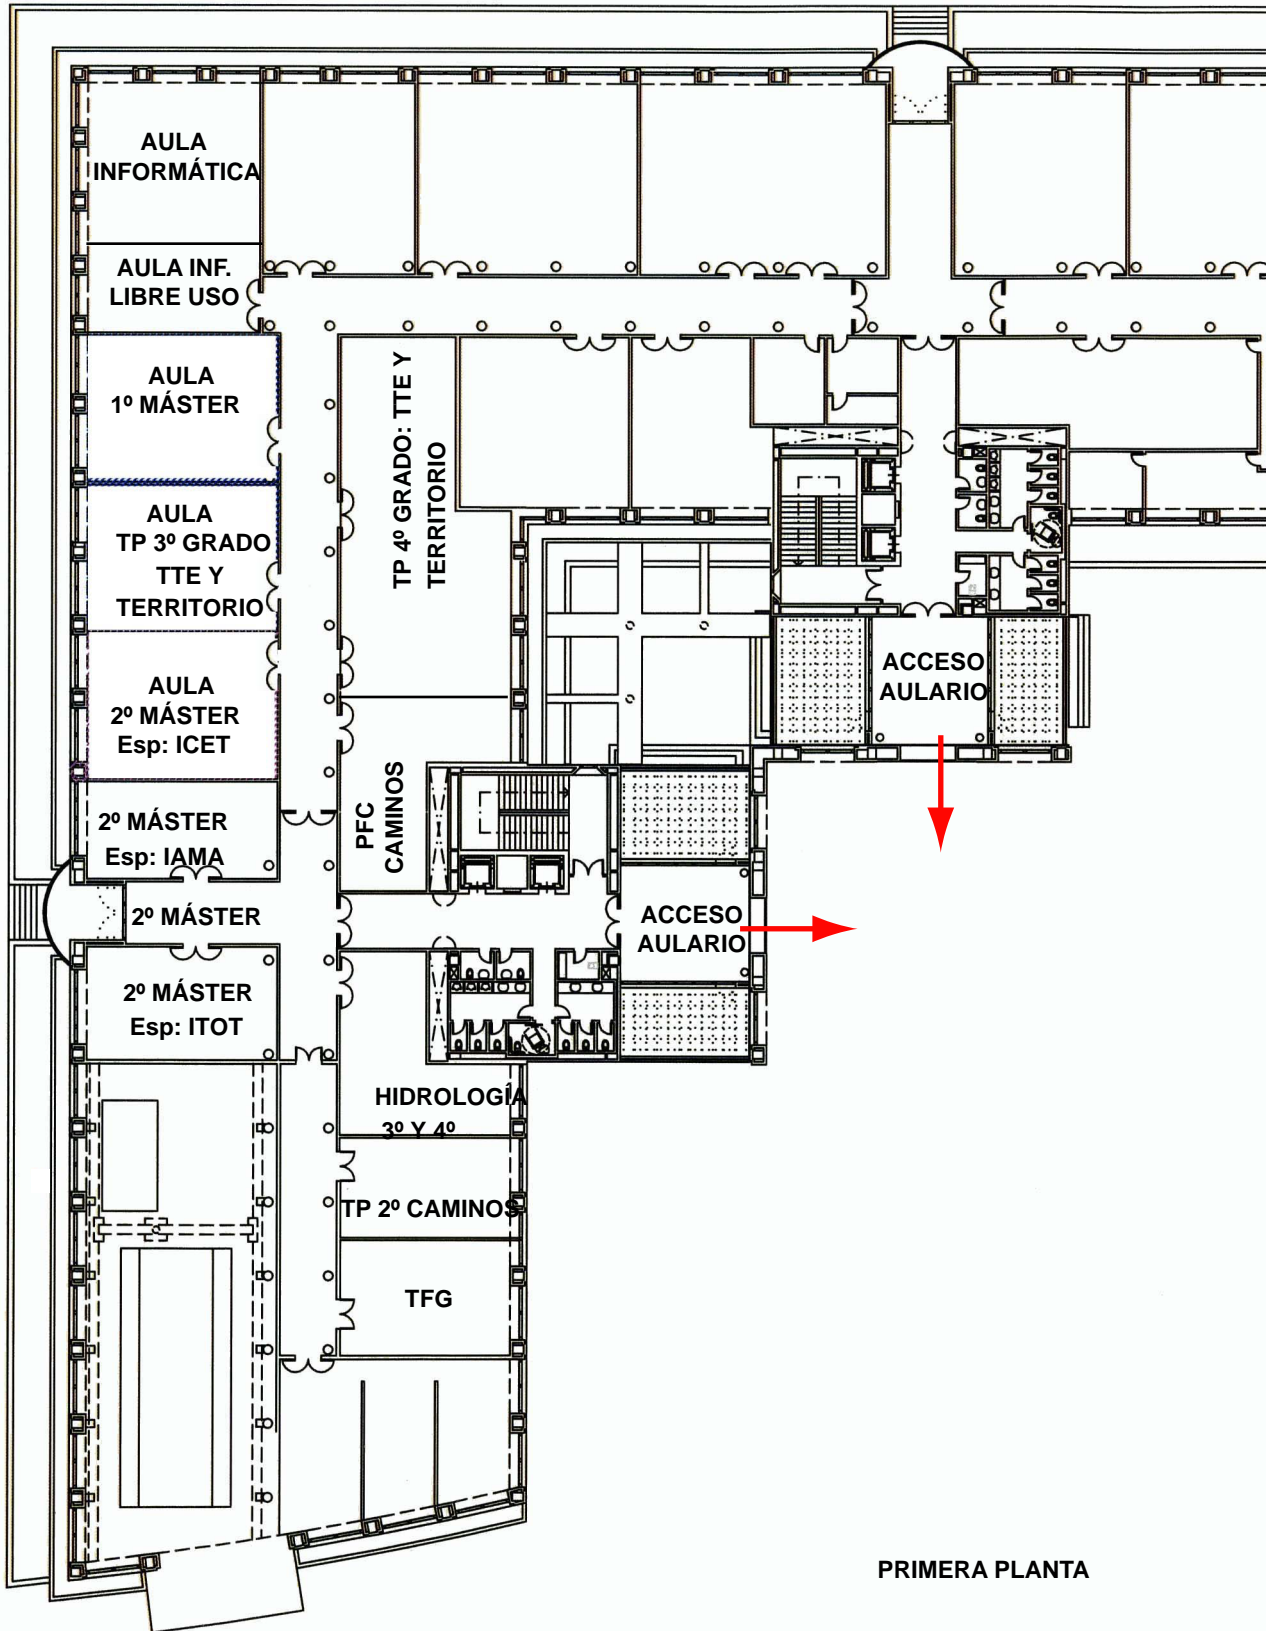 AULA
INFORMÁTICA
AULA INF.
LIBRE USO
AULA
1º MÁSTER
AULA
TP 3º GRADO
TTE Y
TERRITORIO
AULA
2º MÁSTER
Esp: ICET
2º MÁSTER
Esp: IAMA
2º MÁSTER
2º MÁSTER
Esp: ITOT
TP 4º GRADO: TTE Y
TERRITORIO
PFC
CAMINOS
ACCESO
AULARIO
ACCESO
AULARIO
HIDROLOGÍA
3º Y 4º
TP 2º CAMINOS
TFG
PRIMERA PLANTA